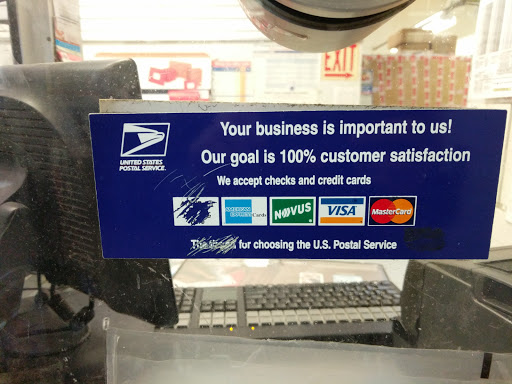 EXIT
UNITED STATES
POSTAL SERVICE.
Your business is important to us!
Our goal is 100% customer satisfaction
We accept checks and credit cards
AMERICAN
EXPRESS Cards
NOVUS
VISA
MasterCard
for choosing the U.S. Postal Service